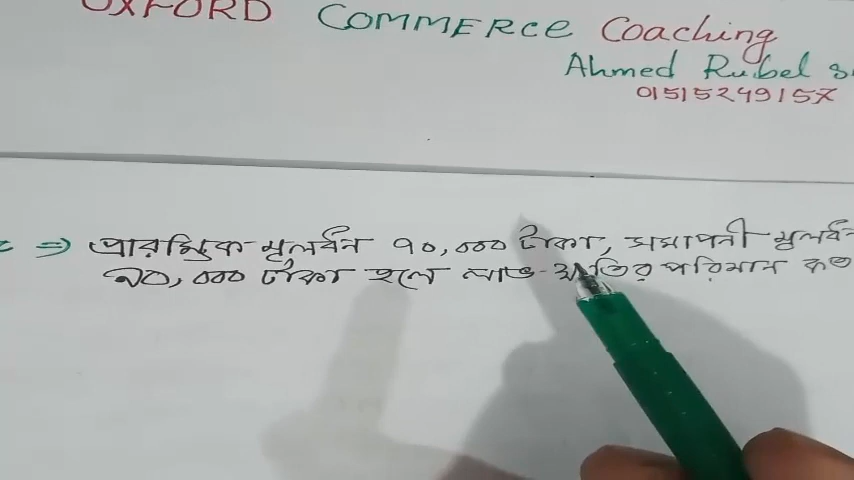 OXFORD COMMERCE Coaching
Ahmed Rubel s
01515249157
⇒ প্রারম্ভিক মূলধন ৭০,০০০ টাকা, সমাপনী মূলধন
৯০,০০০ টাকা হলে লাভ-ক্ষতির পরিমান কত